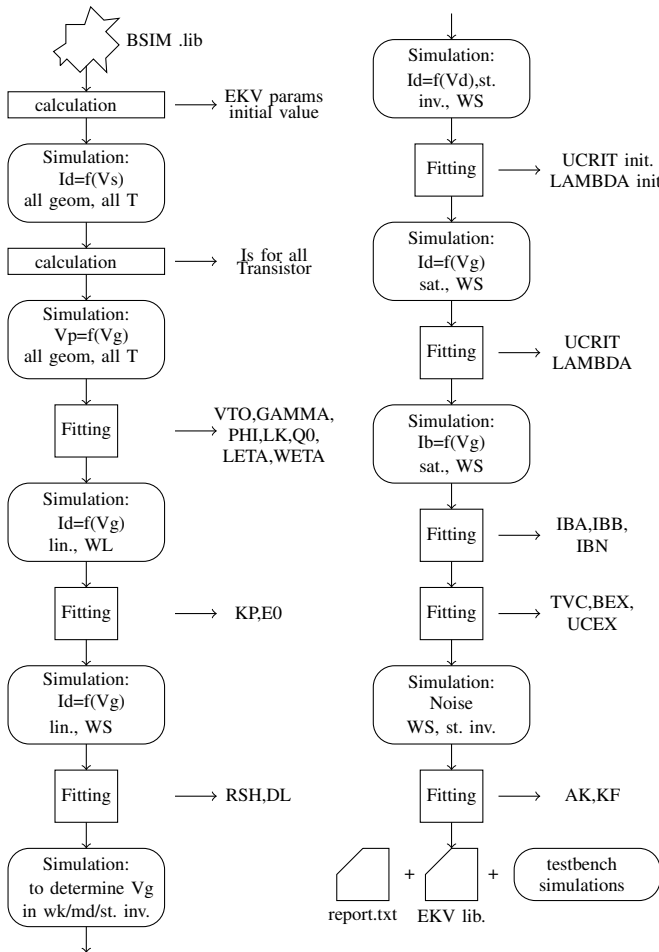 BSIM .lib
calculation
EKV params
initial value
Simulation:
Id=f(Vs)
all geom, all T
calculation
Is for all
Transistor
Simulation:
Vp=f(Vg)
all geom, all T
Fitting
VTO,GAMMA,
PHI,LK,Q0,
LETA,WETA
Simulation:
Id=f(Vg)
lin., WL
Fitting
KP,E0
Simulation:
Id=f(Vg)
lin., WS
Fitting
RSH,DL
Simulation:
to determine Vg
in wk/md/st. inv.
Simulation:
Id=f(Vd),st.
inv., WS
Fitting
UCRIT init.
LAMBDA init
Simulation:
Id=f(Vg)
sat., WS
Fitting
UCRIT
LAMBDA
Simulation:
Ib=f(Vg)
sat., WS
Fitting
IBA,IBB,
IBN
Fitting
TVC,BEX,
UCEX
Simulation:
Noise
WS, st. inv.
Fitting
AK,KF
+
+
testbench
simulations
report.txt
EKV lib.